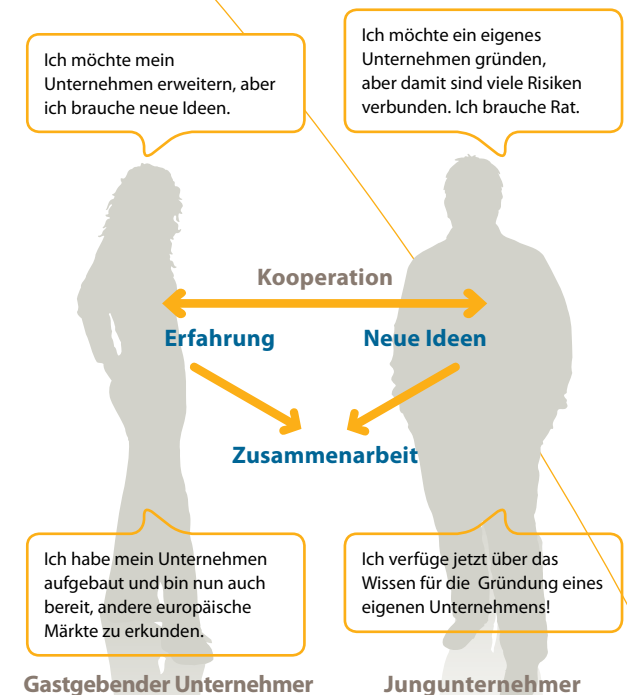 Ich möchte mein
Unternehmen erweitern, aber
ich brauche neue Ideen.
Ich möchte ein eigenes
Unternehmen gründen,
aber damit sind viele Risiken
verbunden. Ich brauche Rat.
Kooperation
Erfahrung
Neue Ideen
Zusammenarbeit
Ich habe mein Unternehmen
aufgebaut und bin nun auch
bereit, andere europäische
Märkte zu erkunden.
Ich verfüge jetzt über das
Wissen für die Gründung eines
eigenen Unternehmens!
Gastgebender Unternehmer
Jungunternehmer